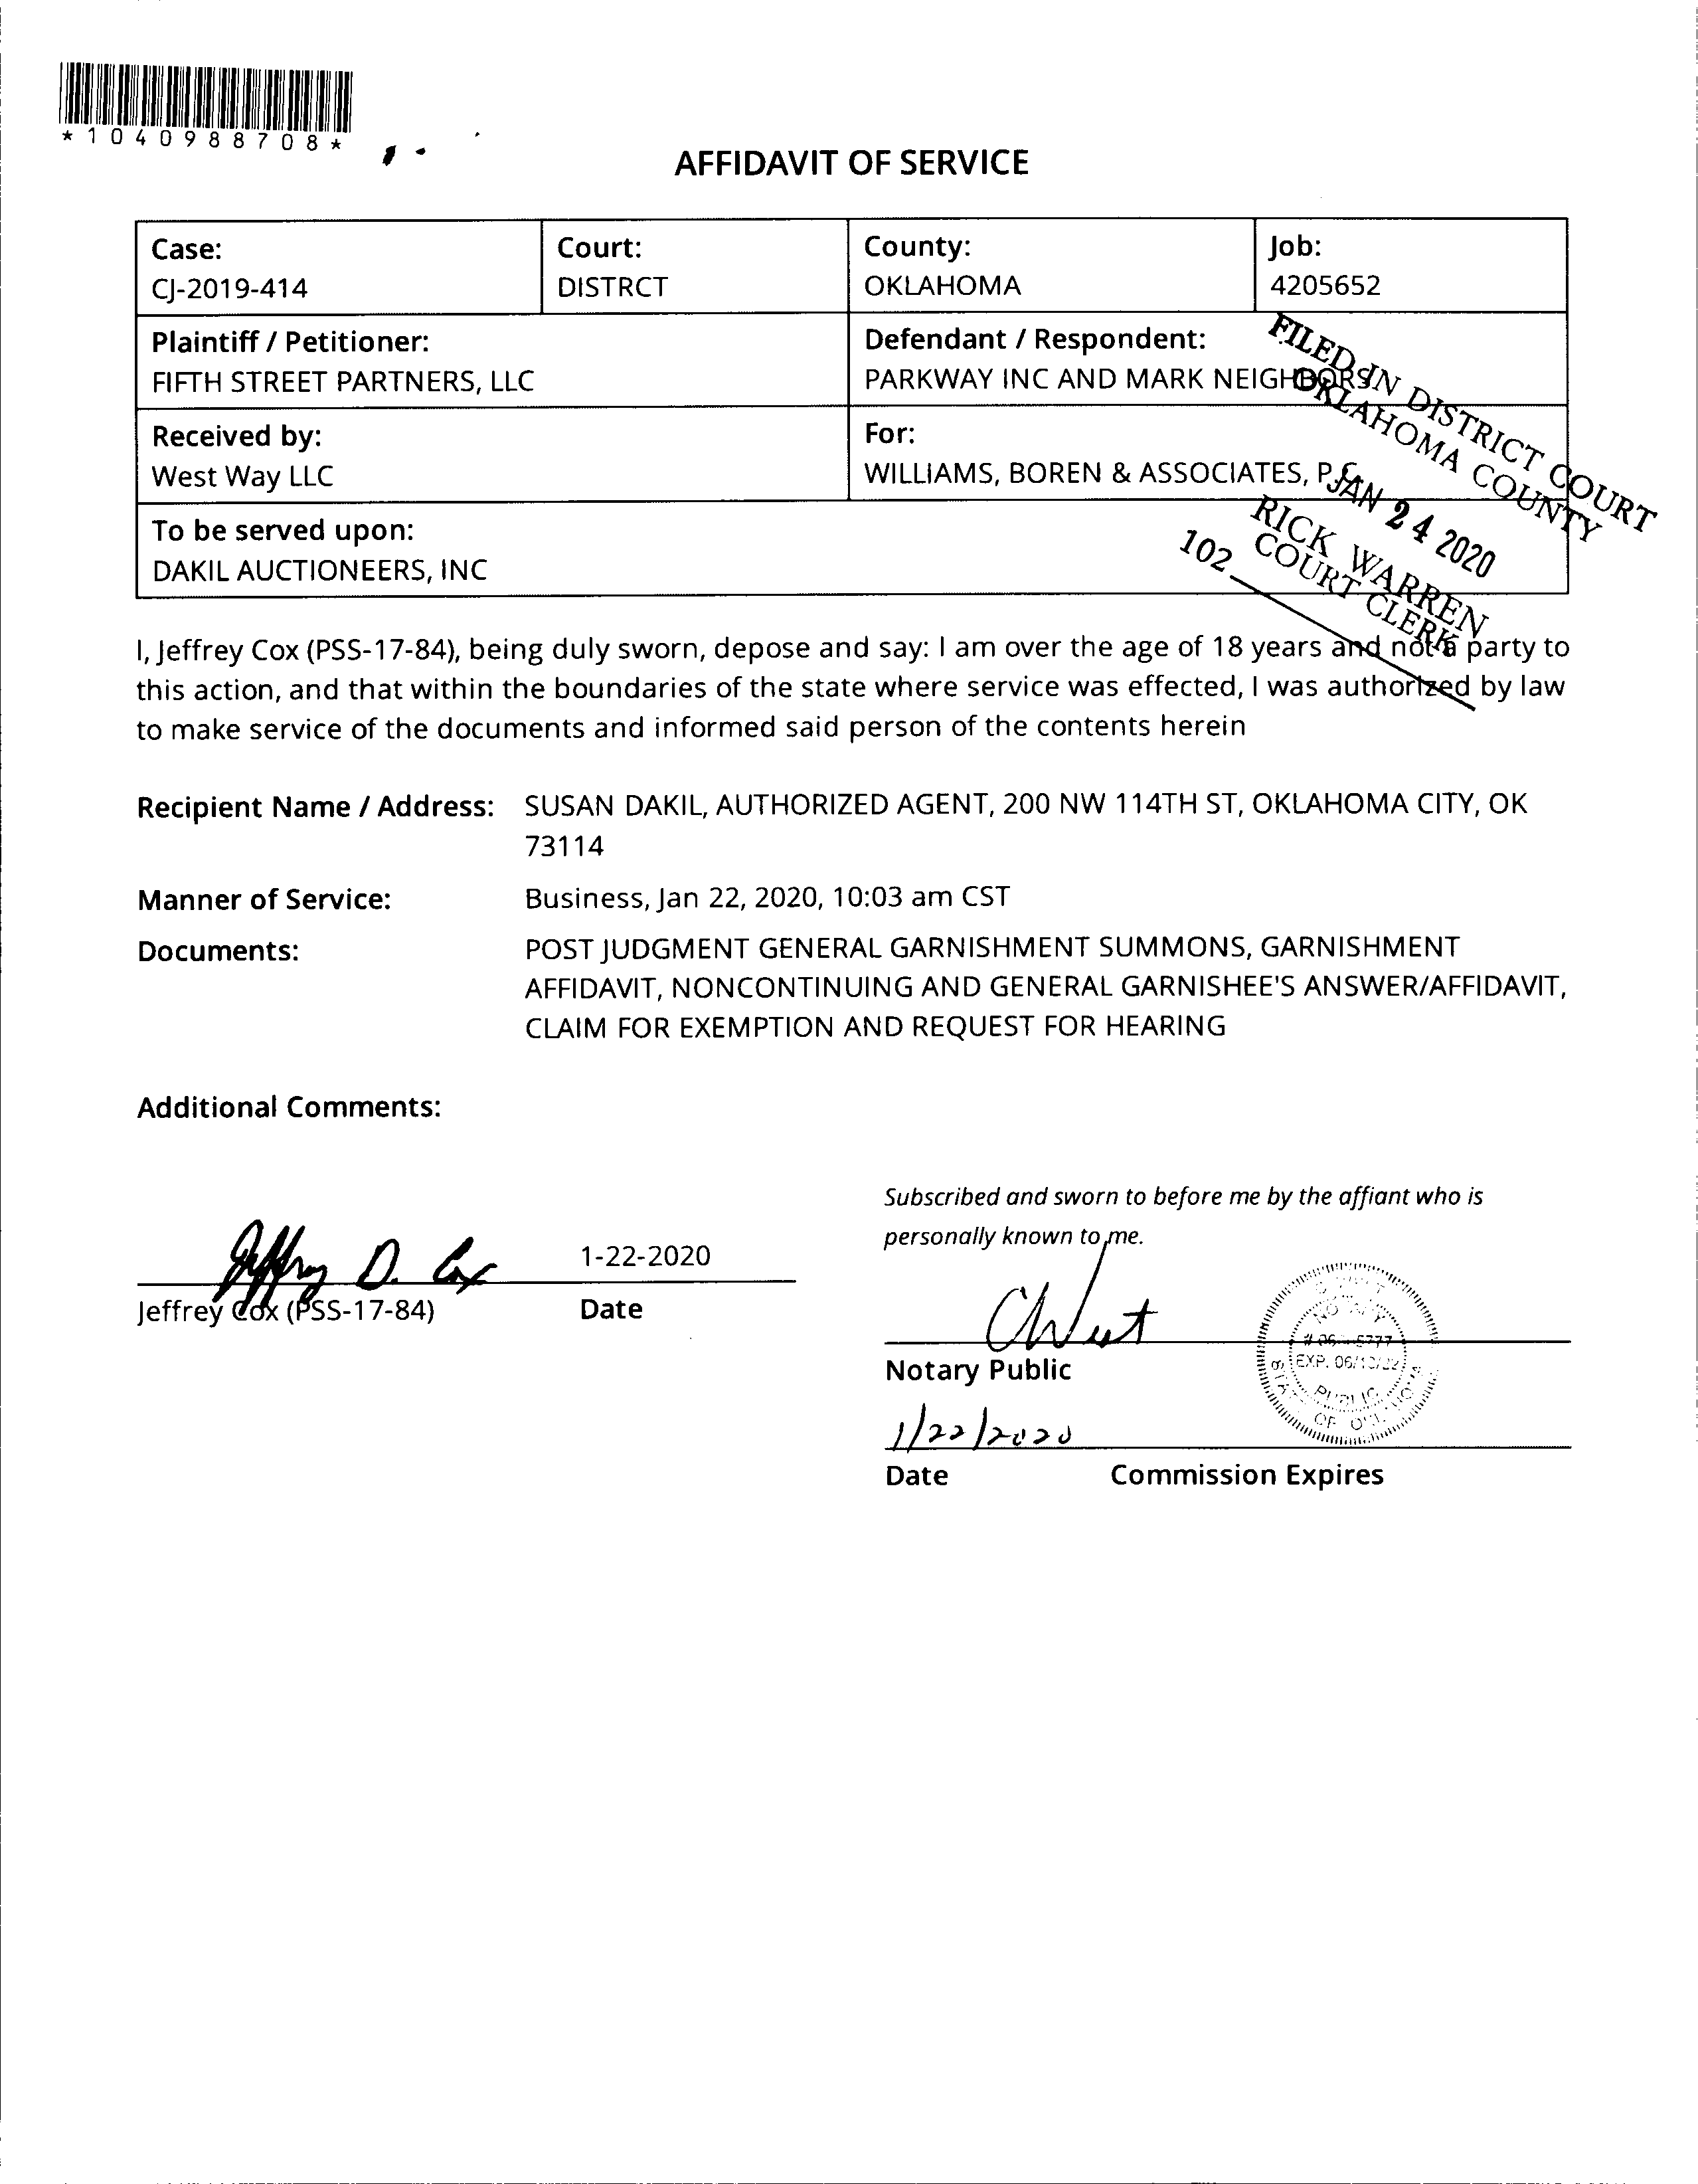 *1040988708*
AFFIDAVIT OF SERVICE
Case:
CJ-2019-414
Court:
DISTRCT
County:
OKLAHOMA
Job:
4205652
Plaintiff / Petitioner:
FIFTH STREET PARTNERS, LLC
Defendant / Respondent:
PARKWAY INC AND MARK NEIGHBORS
Received by:
West Way LLC
For:
WILLIAMS, BOREN & ASSOCIATES,
To be served upon:
DAKIL AUCTIONEERS, INC
FILED IN DISTRICT COURT
OKLAHOMA COUNTY
JAN 24 2020
RICK WARREN
COURT CLERK
102
I, Jeffrey Cox (PSS-17-84), being duly sworn, depose and say: I am over the age of 18 years and not a party to
this action, and that within the boundaries of the state where service was effected, I was authorized by law
to make service of the documents and informed said person of the contents herein
Recipient Name / Address: SUSAN DAKIL, AUTHORIZED AGENT, 200 NW 114TH ST, OKLAHOMA CITY, OK
73114
Manner of Service: Business, Jan 22, 2020, 10:03 am CST
Documents: POST JUDGMENT GENERAL GARNISHMENT SUMMONS, GARNISHMENT
AFFIDAVIT, NONCONTINUING AND GENERAL GARNISHEE'S ANSWER/AFFIDAVIT,
CLAIM FOR EXEMPTION AND REQUEST FOR HEARING
Additional Comments:
Subscribed and sworn to before me by the affiant who is
personally known to me.
Jeffrey D. Cox
1-22-2020
Jeffrey Cox (PSS-17-84) Date
CWest
Notary Public
NOTARY
PUBLIC
STATE OF
1/22/2020
Date Commission Expires